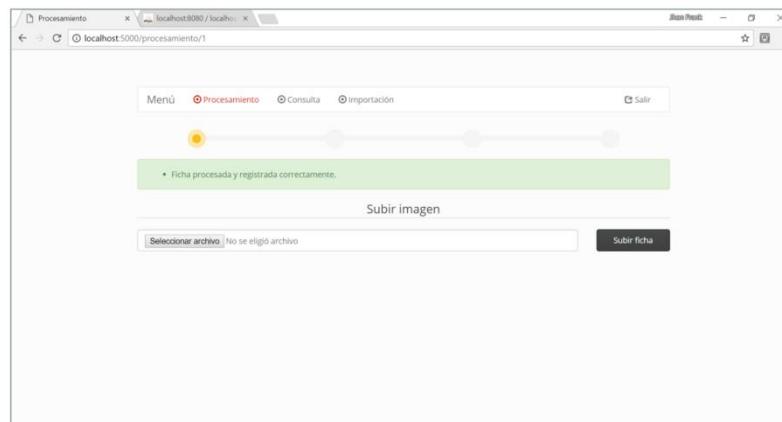 Procesamiento
localhost:8080 / localhos
localhost:5000/procesamiento/1
Menú Procesamiento Consulta Importación Salir
• Ficha procesada y registrada correctamente.
Subir imagen
Seleccionar archivo No se eligió archivo
Subir ficha